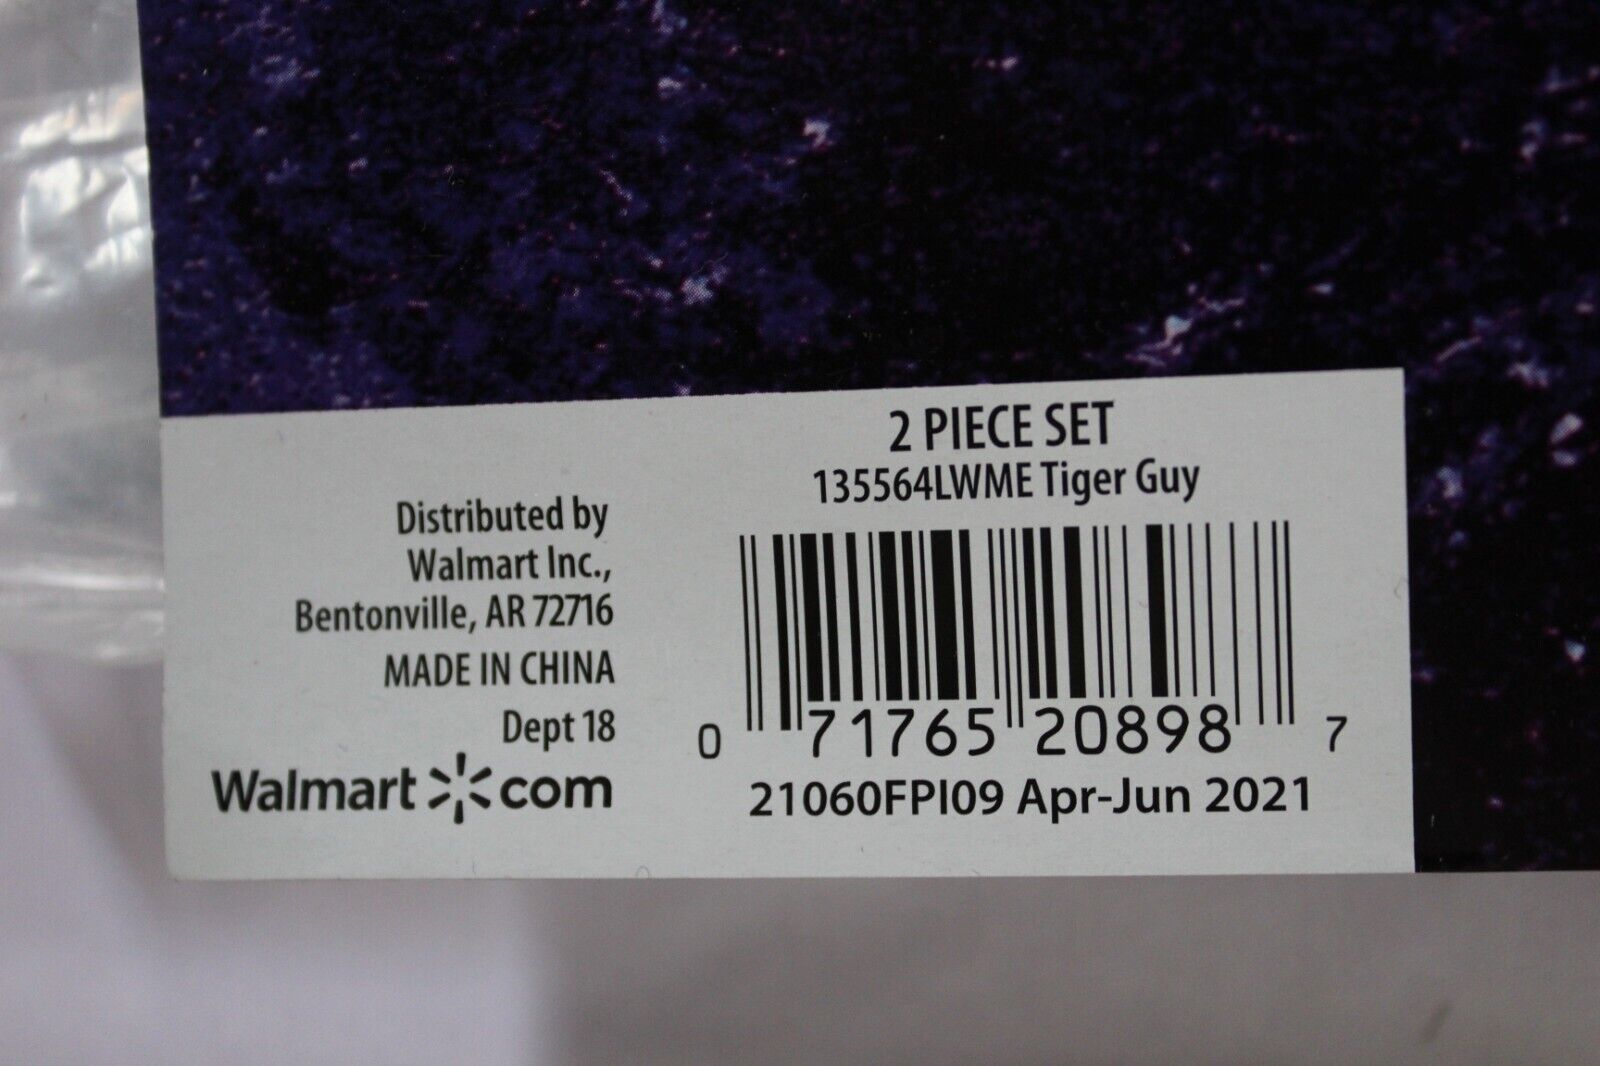 2 PIECE SET
135564LWME Tiger Guy
Distributed by
Walmart Inc.,
Bentonville, AR 72716
MADE IN CHINA
Dept 18
Walmart com
0 71765 20898 7
21060FPI09 Apr-Jun 2021